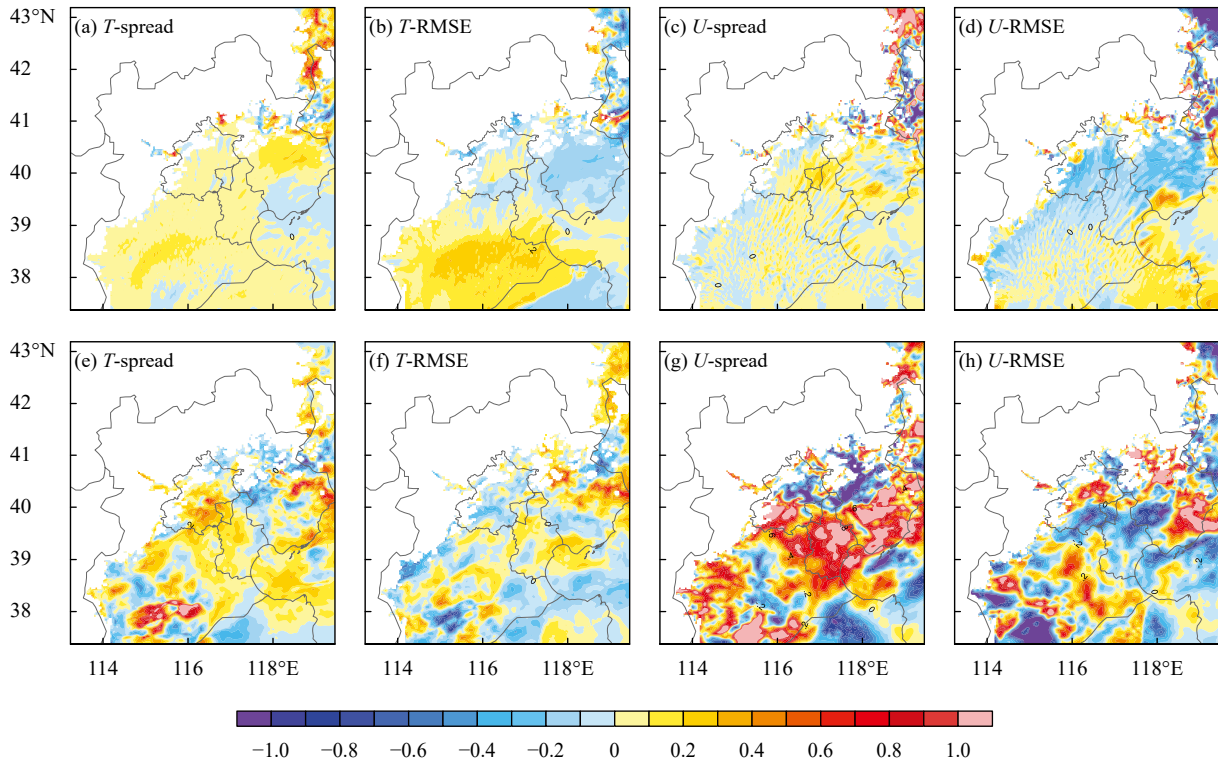 (a) T-spread (b) T-RMSE (c) U-spread (d) U-RMSE
43°N
42
41
40
39
38
(e) T-spread (f) T-RMSE (g) U-spread (h) U-RMSE
43°N
42
41
40
39
38
114 116 118°E 114 116 118°E 114 116 118°E 114 116 118°E
−1.0 −0.8 −0.6 −0.4 −0.2 0 0.2 0.4 0.6 0.8 1.0